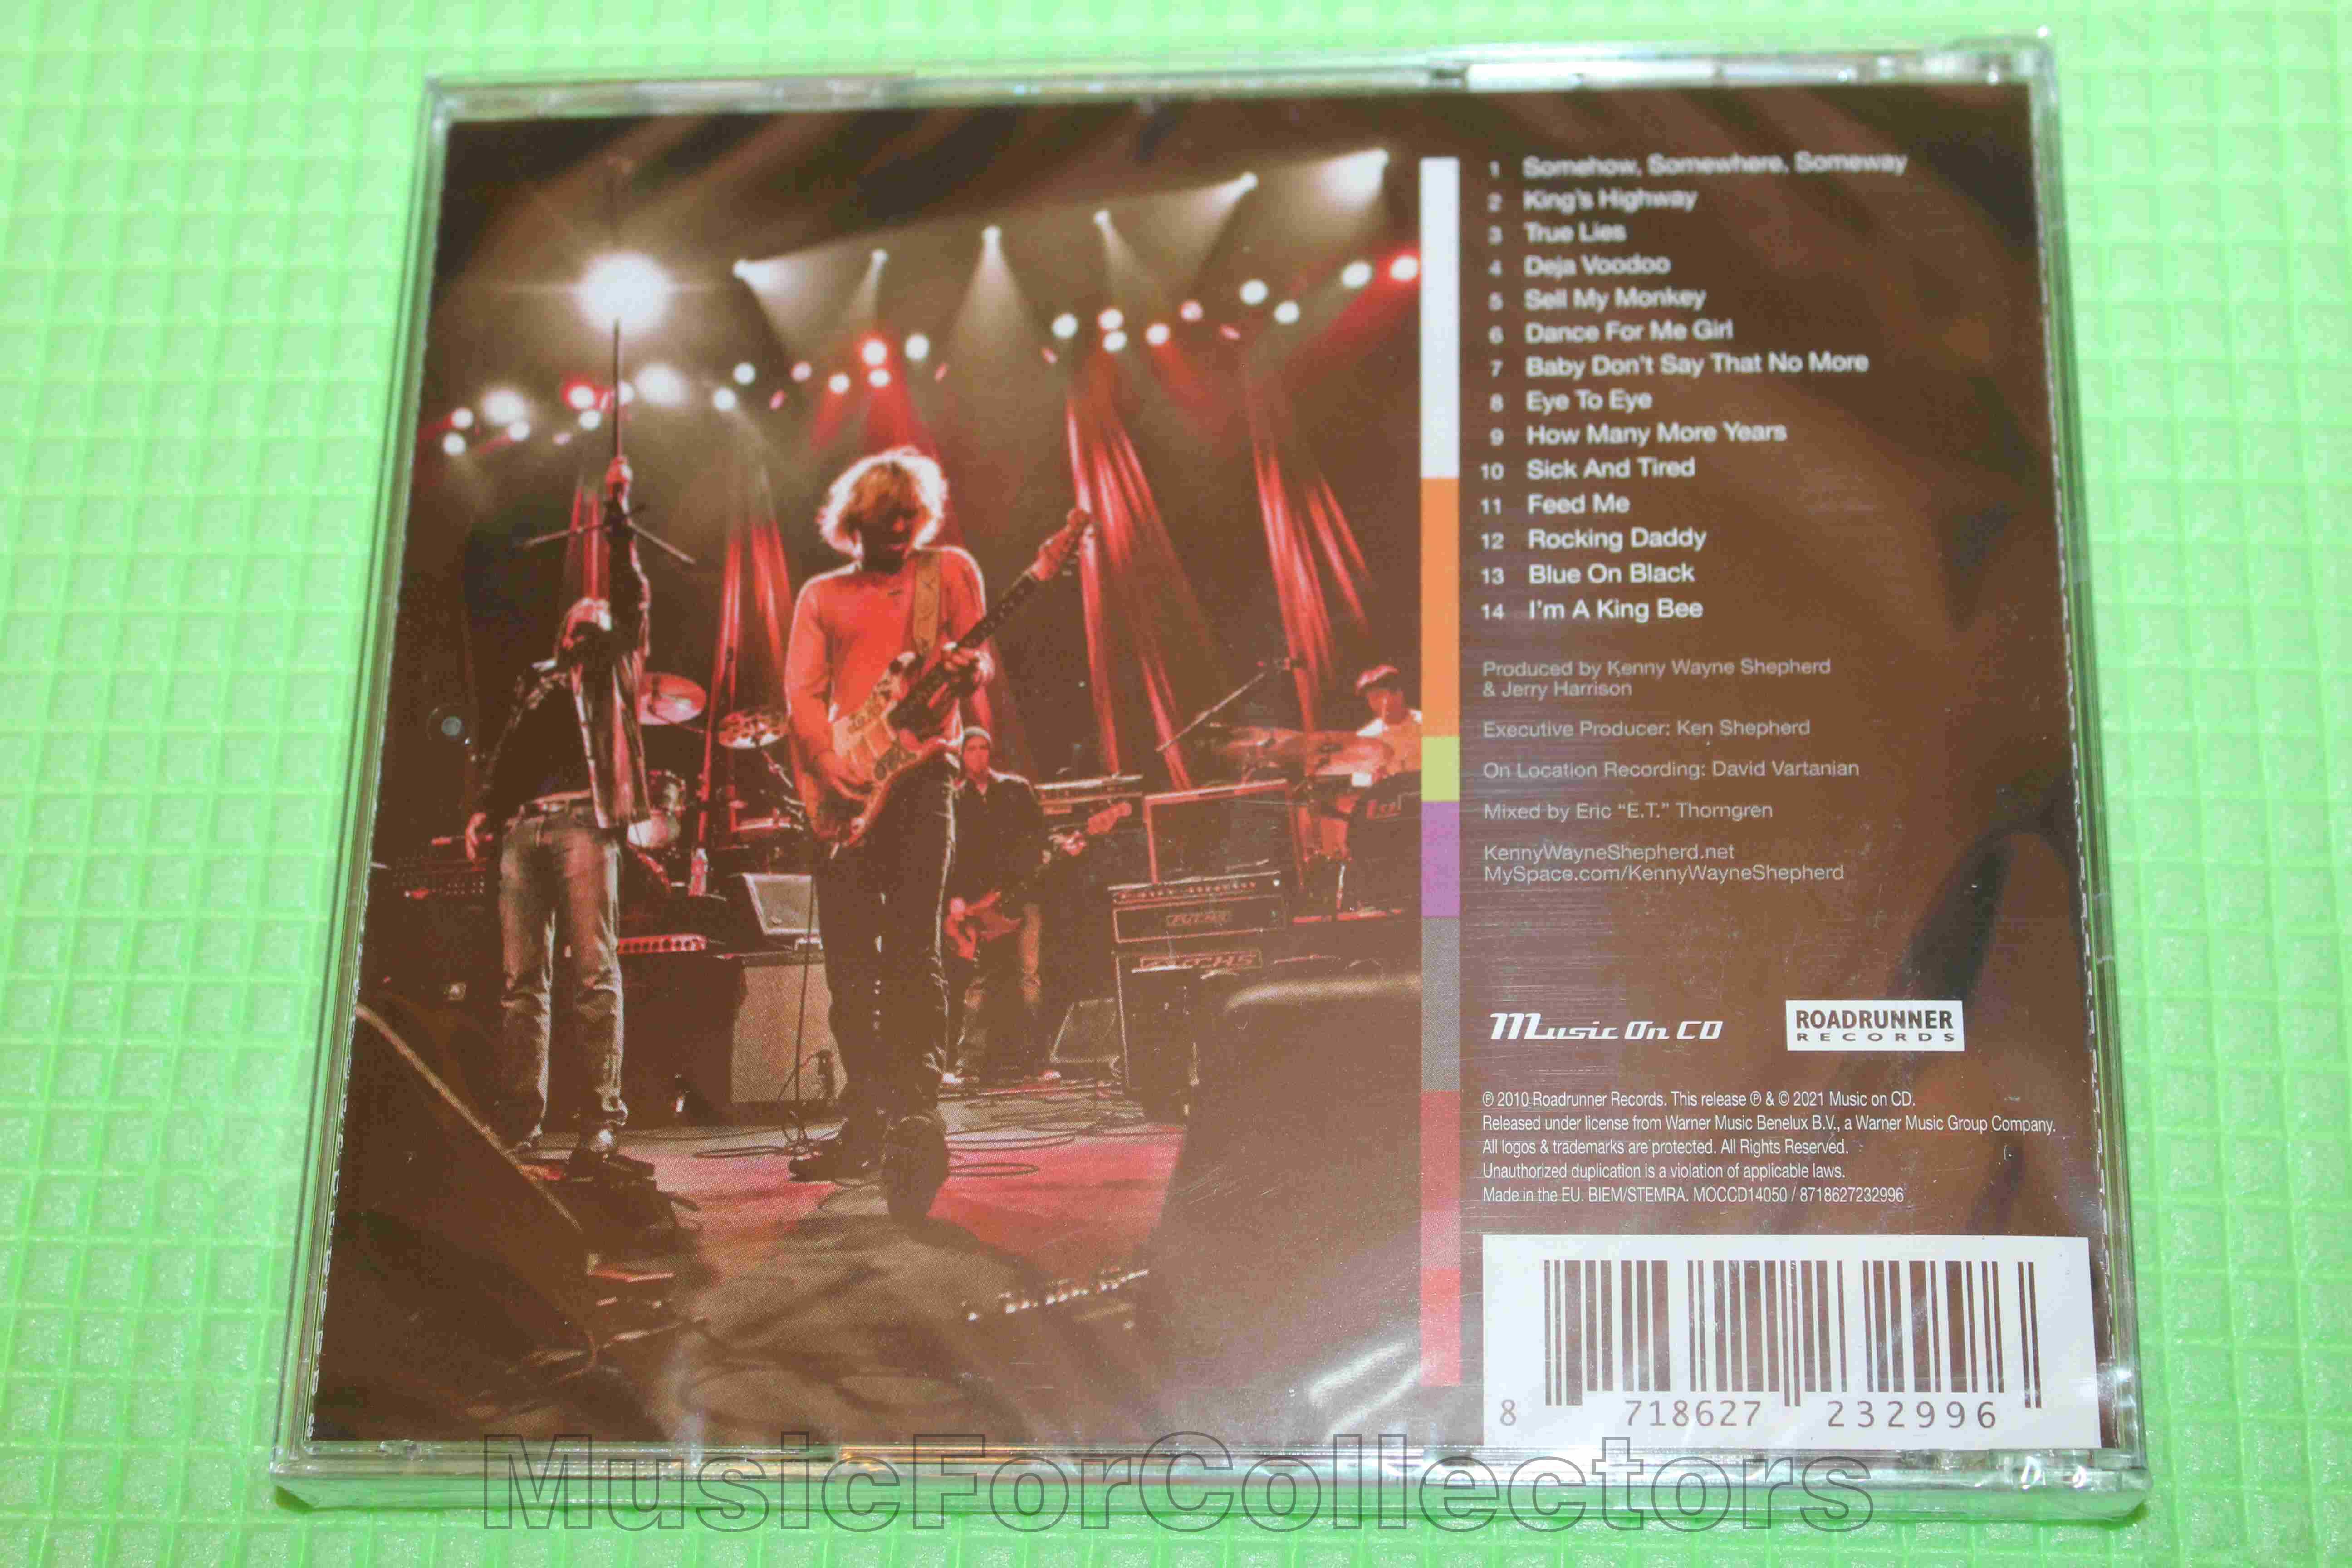 1 Somehow, Somewhere, Someway
2 King's Highway
3 True Lies
4 Deja Voodoo
5 Sell My Monkey
6 Dance For Me Girl
7 Baby Don't Say That No More
8 Eye To Eye
9 How Many More Years
10 Sick And Tired
11 Feed Me
12 Rocking Daddy
13 Blue On Black
14 I'm A King Bee
Produced by Kenny Wayne Shepherd
& Jerry Harrison
Executive Producer: Ken Shepherd
On Location Recording: David Vartanian
Mixed by Eric “E.T.” Thorngren
KennyWayneShepherd.net
MySpace.com/KennyWayneShepherd
Music On CD
ROADRUNNER
RECORDS
℗ 2010 Roadrunner Records. This release ℗ & © 2021 Music on CD.
Released under license from Warner Music Benelux B.V., a Warner Music Group Company.
All logos & trademarks are protected. All Rights Reserved.
Unauthorized duplication is a violation of applicable laws.
Made in the EU. BIEM/STEMRA. MOCCD14050 / 8718627232996
8 718627 232996
MusicForCollectors